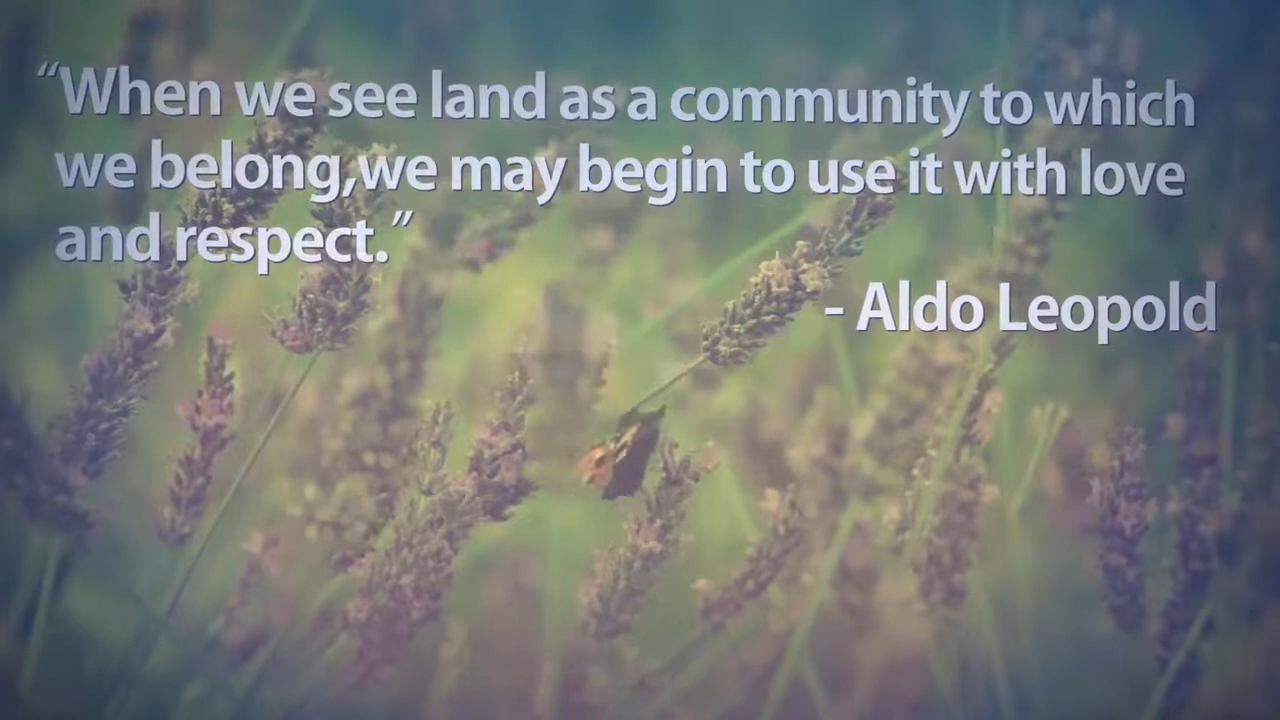 “When we see land as a community to which
we belong,we may begin to use it with love
and respect.”
- Aldo Leopold